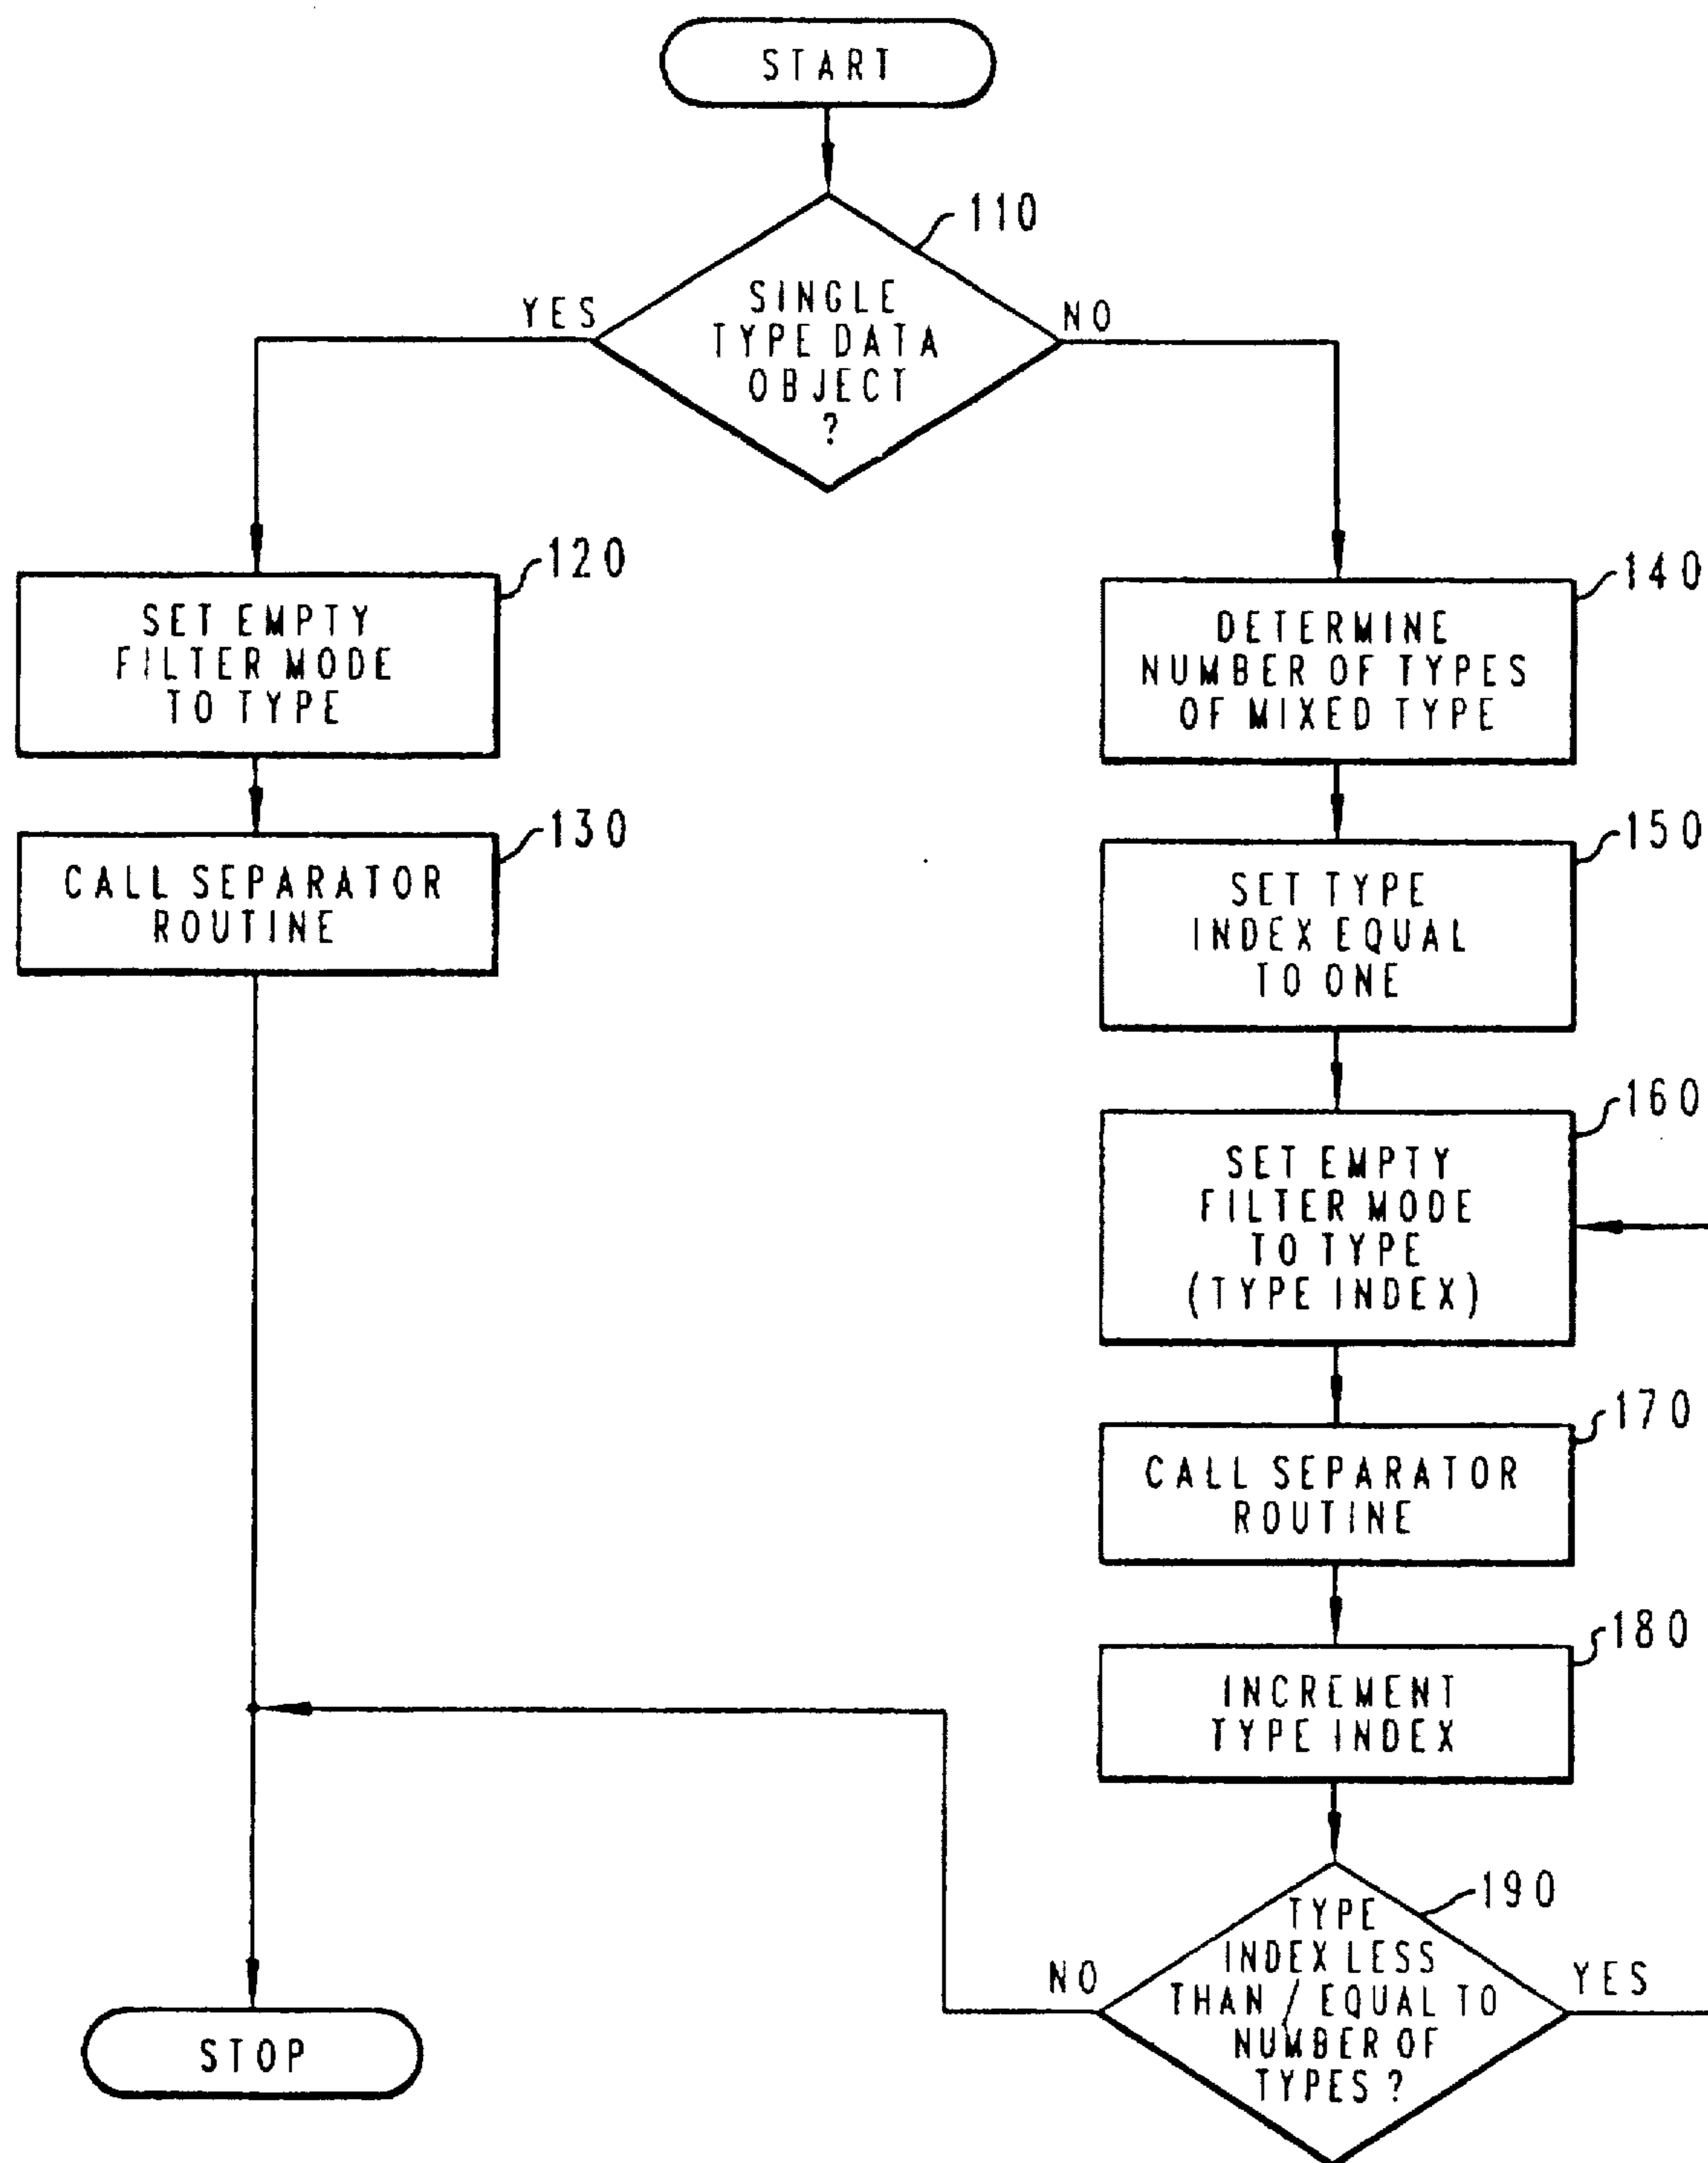 START
110
SINGLE
TYPE DATA
OBJECT
?
YES
NO
120
SET EMPTY
FILTER MODE
TO TYPE
130
CALL SEPARATOR
ROUTINE
140
DETERMINE
NUMBER OF TYPES
OF MIXED TYPE
150
SET TYPE
INDEX EQUAL
TO ONE
160
SET EMPTY
FILTER MODE
TO TYPE
(TYPE INDEX)
170
CALL SEPARATOR
ROUTINE
180
INCREMENT
TYPE INDEX
190
TYPE
INDEX LESS
THAN / EQUAL TO
NUMBER OF
TYPES ?
NO
YES
STOP